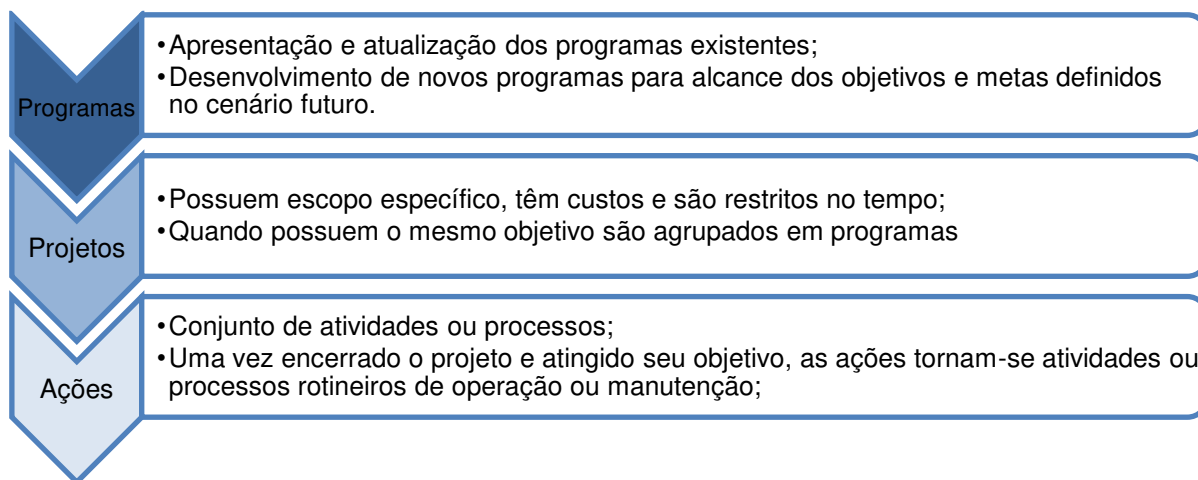 Programas
•Apresentação e atualização dos programas existentes;
•Desenvolvimento de novos programas para alcance dos objetivos e metas definidos
no cenário futuro.
Projetos
•Possuem escopo específico, têm custos e são restritos no tempo;
•Quando possuem o mesmo objetivo são agrupados em programas
Ações
•Conjunto de atividades ou processos;
•Uma vez encerrado o projeto e atingido seu objetivo, as ações tornam-se atividades ou
processos rotineiros de operação ou manutenção;